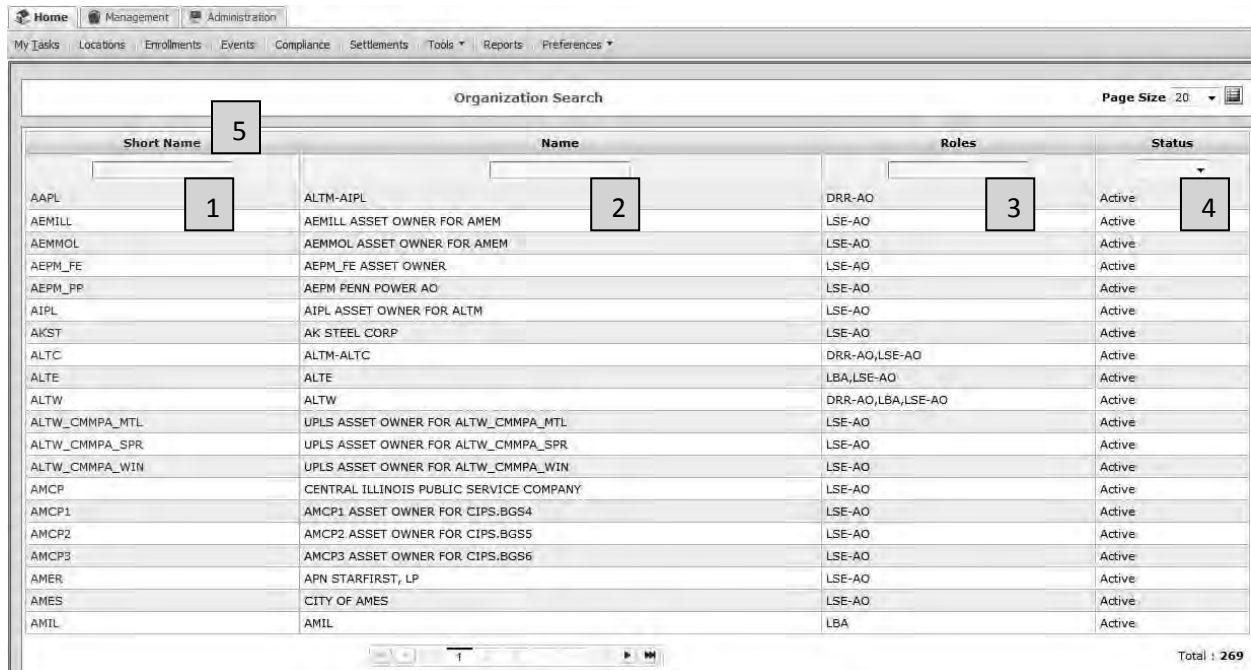 Home Management Administration
My Tasks Locations Enrollments Events Compliance Settlements Tools Reports Preferences
Organization Search Page Size 20
5
Short Name Name Roles Status
1 2 3 4
AAPL ALTM-AIPL DRR-AO Active
AEMILL AEMILL ASSET OWNER FOR AMEM LSE-AO Active
AEMMOL AEMMOL ASSET OWNER FOR AMEM LSE-AO Active
AEPM_FE AEPM_FE ASSET OWNER LSE-AO Active
AEPM_PP AEPM PENN POWER AO LSE-AO Active
AIPL AIPL ASSET OWNER FOR ALTM LSE-AO Active
AKST AK STEEL CORP LSE-AO Active
ALTC ALTM-ALTC DRR-AO,LSE-AO Active
ALTE ALTE LBA,LSE-AO Active
ALTW ALTW DRR-AO,LBA,LSE-AO Active
ALTW_CMMPA_MTL UPLS ASSET OWNER FOR ALTW_CMMPA_MTL LSE-AO Active
ALTW_CMMPA_SPR UPLS ASSET OWNER FOR ALTW_CMMPA_SPR LSE-AO Active
ALTW_CMMPA_WIN UPLS ASSET OWNER FOR ALTW_CMMPA_WIN LSE-AO Active
AMCP CENTRAL ILLINOIS PUBLIC SERVICE COMPANY LSE-AO Active
AMCP1 AMCP1 ASSET OWNER FOR CIPS.BGS4 LSE-AO Active
AMCP2 AMCP2 ASSET OWNER FOR CIPS.BGS5 LSE-AO Active
AMCP3 AMCP3 ASSET OWNER FOR CIPS.BGS6 LSE-AO Active
AMER APN STARFIRST, LP LSE-AO Active
AMES CITY OF AMES LSE-AO Active
AMIL AMIL LBA Active
1 Total : 269